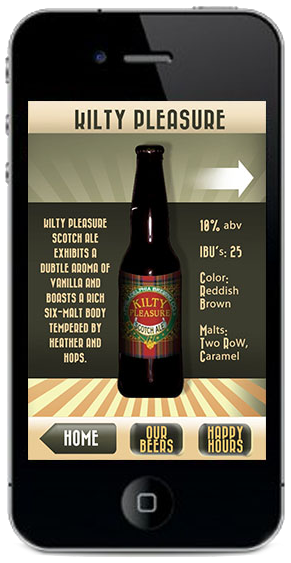 KILTY PLEASURE
KILTY PLEASURE
SCOTCH ALE
EXHIBITS A
DUBTLE AROMA OF
VANILLA AND
BOASTS A RICH
SIX-MALT BODY
TEMPERED BY
HEATHER AND
HOPS.
KILTY
PLEASURE
SCOTCH ALE
10% abv
IBU's: 25
Color:
Reddish
Brown
Malts:
Two RoW,
Caramel
HOME
OUR
BEERS
HAPPY
HOURS